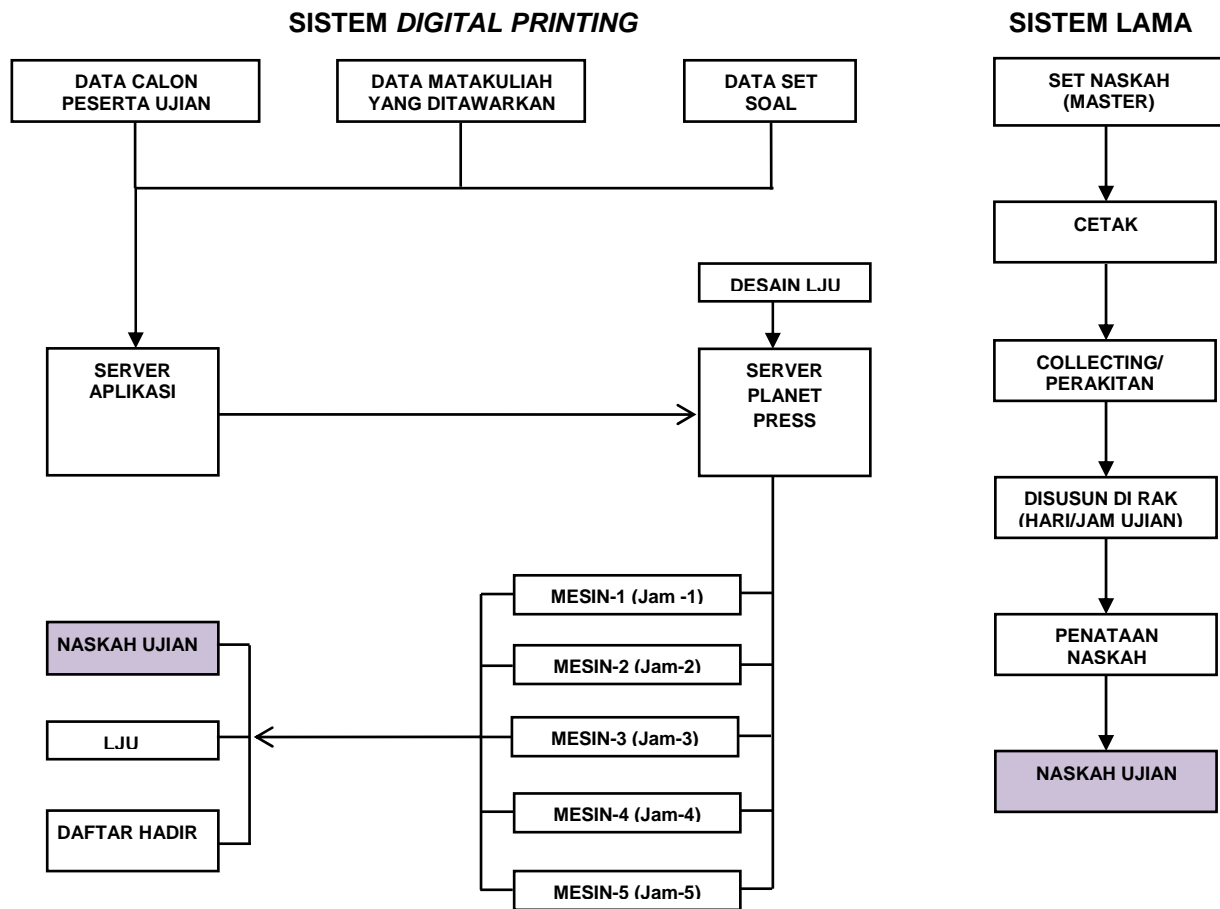 SISTEM DIGITAL PRINTING
DATA CALON
PESERTA UJIAN
DATA MATAKULIAH
YANG DITAWARKAN
DATA SET
SOAL
DESAIN LJU
SERVER
APLIKASI
SERVER
PLANET
PRESS
MESIN-1 (Jam -1)
MESIN-2 (Jam-2)
MESIN-3 (Jam-3)
MESIN-4 (Jam-4)
MESIN-5 (Jam-5)
NASKAH UJIAN
LJU
DAFTAR HADIR
SISTEM LAMA
SET NASKAH
(MASTER)
CETAK
COLLECTING/
PERAKITAN
DISUSUN DI RAK
(HARI/JAM UJIAN)
PENATAAN
NASKAH
NASKAH UJIAN